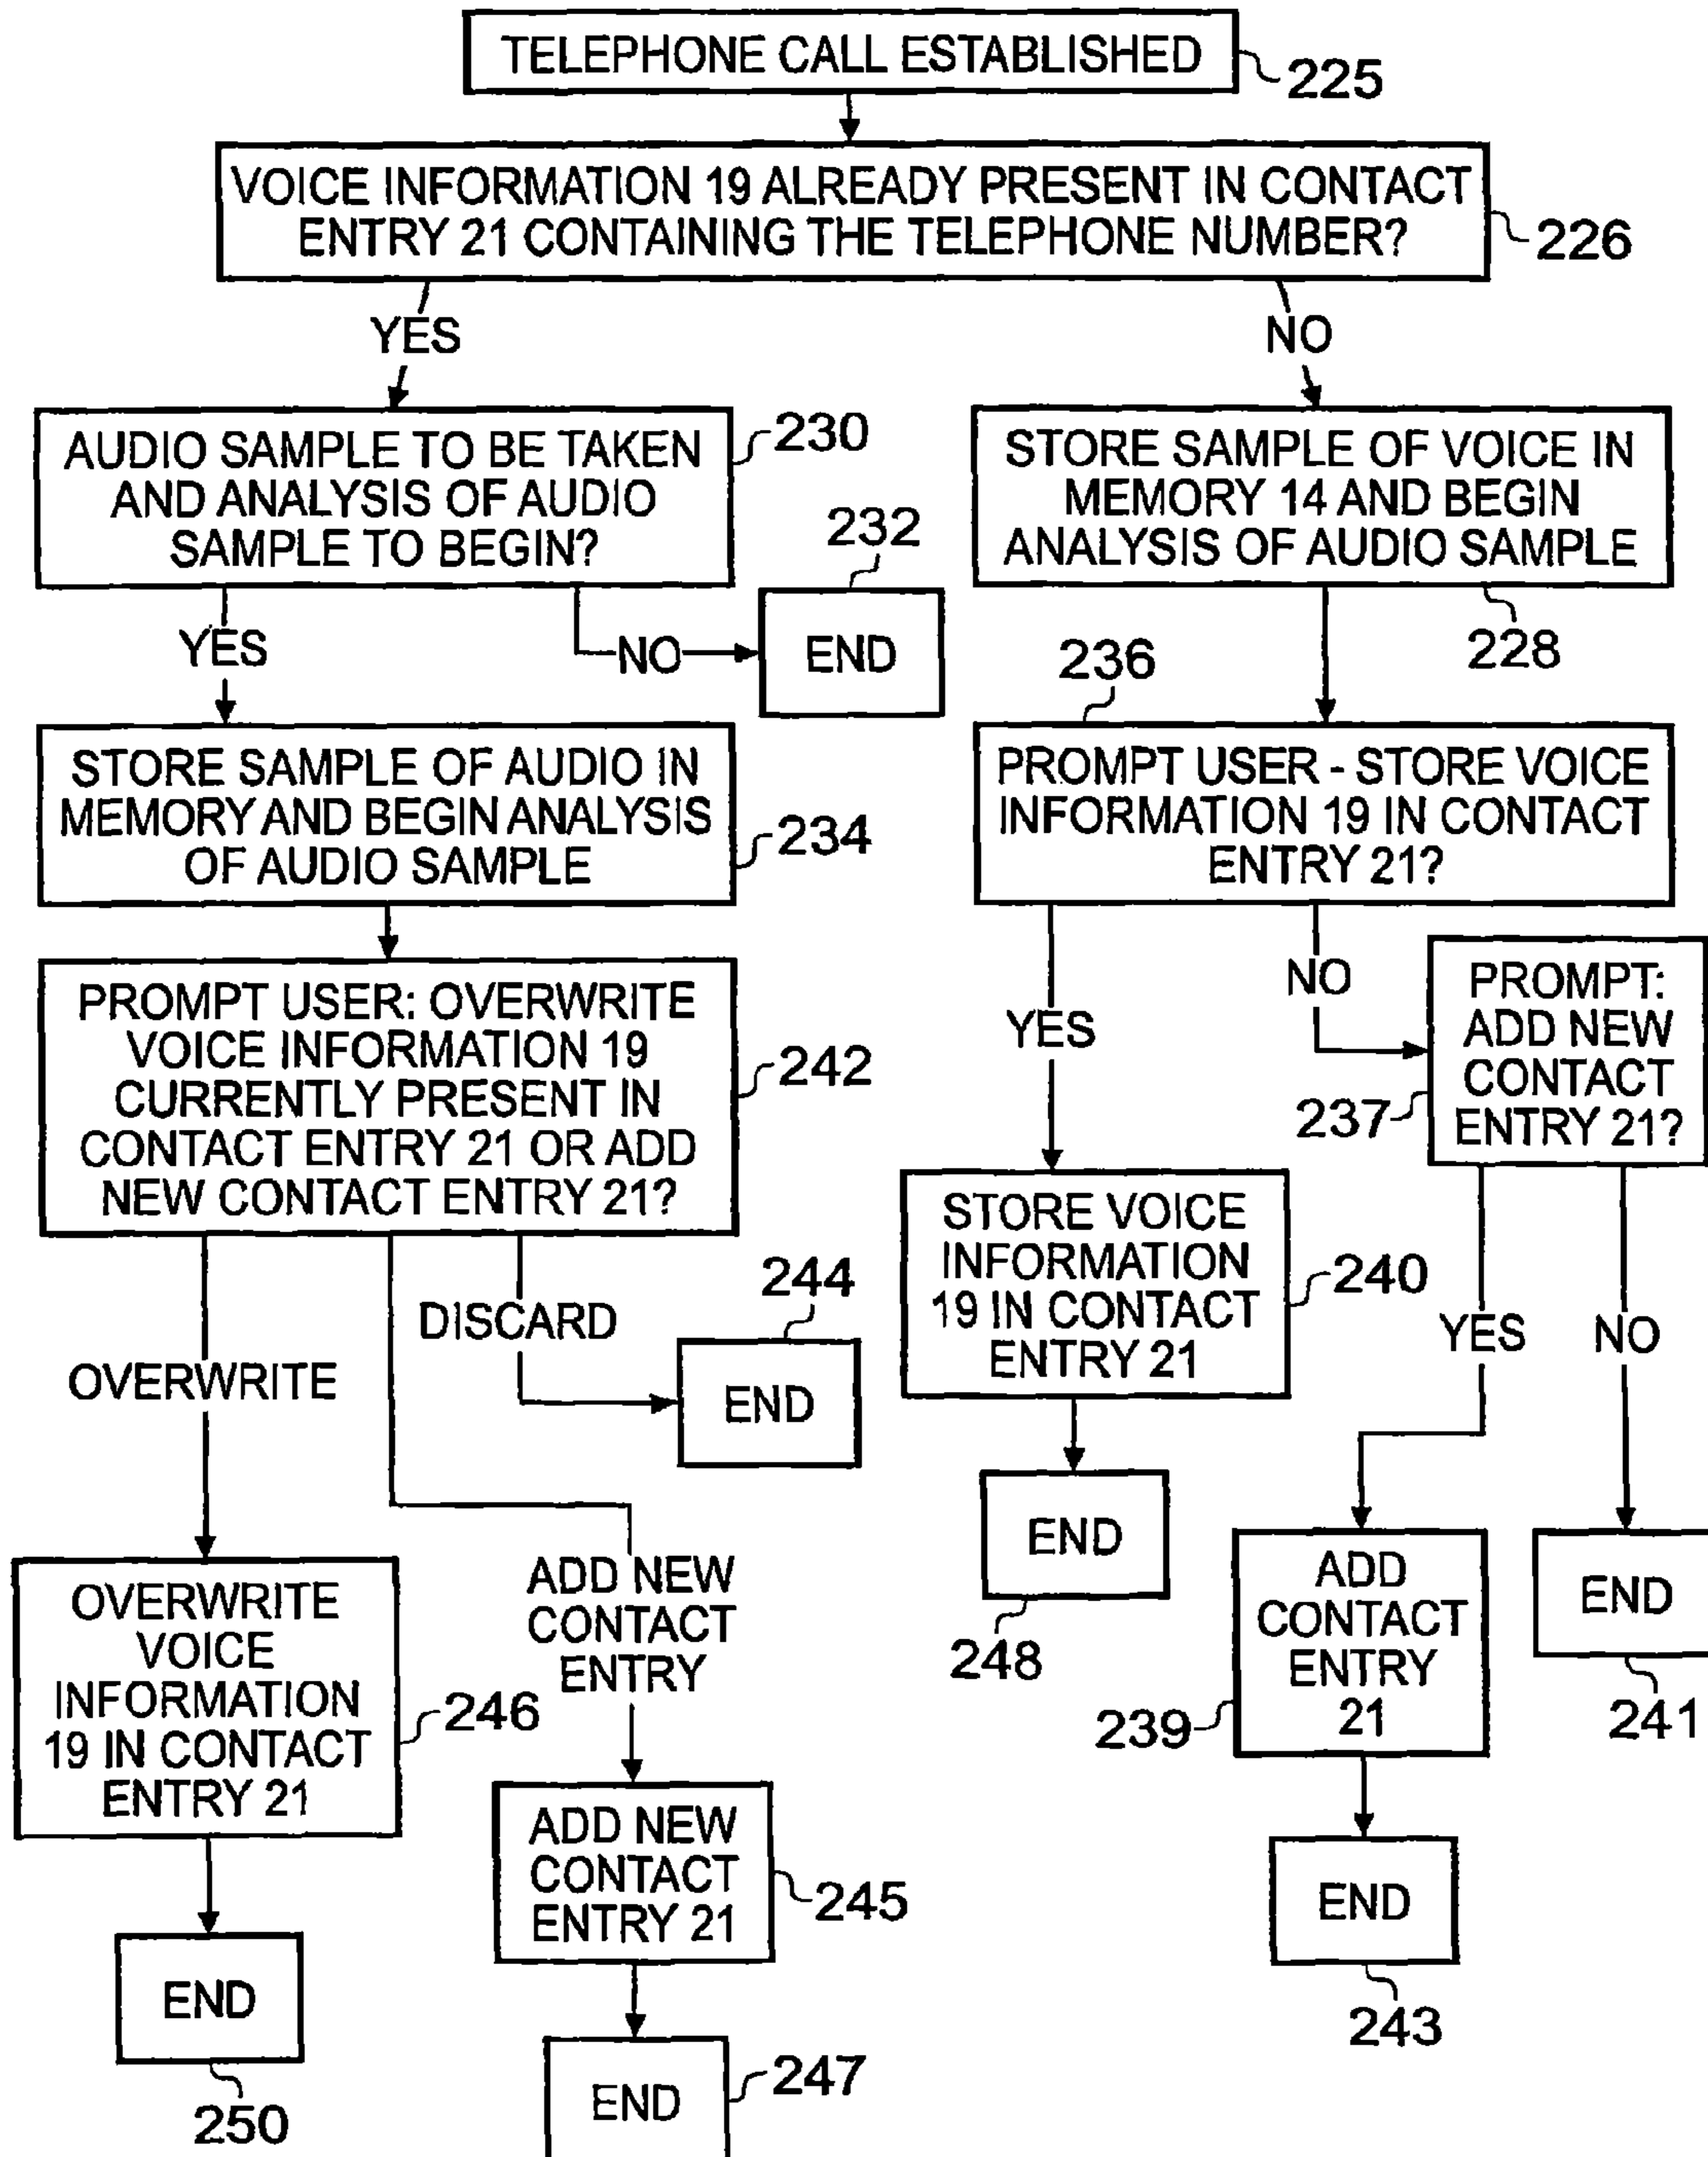 TELEPHONE CALL ESTABLISHED
225
VOICE INFORMATION 19 ALREADY PRESENT IN CONTACT
ENTRY 21 CONTAINING THE TELEPHONE NUMBER?
226
YES
NO
AUDIO SAMPLE TO BE TAKEN
AND ANALYSIS OF AUDIO
SAMPLE TO BEGIN?
230
STORE SAMPLE OF VOICE IN
MEMORY 14 AND BEGIN
ANALYSIS OF AUDIO SAMPLE
228
232
END
YES
NO
236
STORE SAMPLE OF AUDIO IN
MEMORY AND BEGIN ANALYSIS
OF AUDIO SAMPLE
234
PROMPT USER - STORE VOICE
INFORMATION 19 IN CONTACT
ENTRY 21?
YES
NO
PROMPT USER: OVERWRITE
VOICE INFORMATION 19
CURRENTLY PRESENT IN
CONTACT ENTRY 21 OR ADD
NEW CONTACT ENTRY 21?
242
PROMPT:
ADD NEW
CONTACT
ENTRY 21?
237
STORE VOICE
INFORMATION
19 IN CONTACT
ENTRY 21
240
244
DISCARD
END
OVERWRITE
YES
NO
END
248
ADD NEW
CONTACT
ENTRY
ADD
CONTACT
ENTRY
21
239
END
241
OVERWRITE
VOICE
INFORMATION
19 IN CONTACT
ENTRY 21
246
ADD NEW
CONTACT
ENTRY 21
245
END
243
END
250
END
247